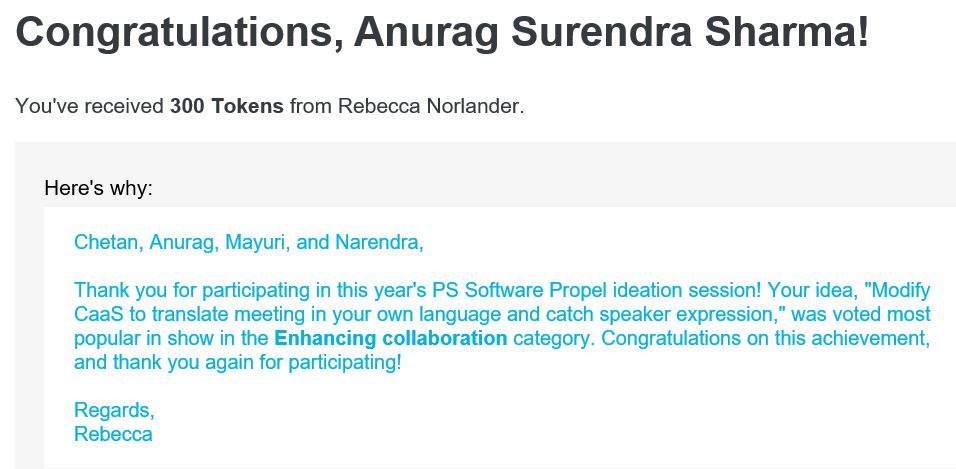 Congratulations, Anurag Surendra Sharma!
You've received 300 Tokens from Rebecca Norlander.
Here's why:
Chetan, Anurag, Mayuri, and Narendra,
Thank you for participating in this year's PS Software Propel ideation session! Your idea, "Modify
CaaS to translate meeting in your own language and catch speaker expression," was voted most
popular in show in the Enhancing collaboration category. Congratulations on this achievement,
and thank you again for participating!
Regards,
Rebecca